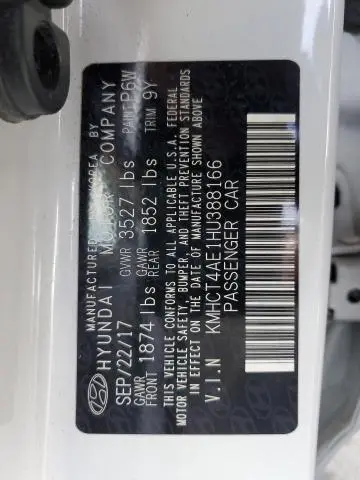 MANUFACTURED IN KOREA BY
HYUNDAI MOTOR COMPANY
SEP/22/17 GVWR 3527 lbs PAINT P6W
GAWR FRONT 1874 lbs GAWR REAR 1852 lbs TRIM 9Y
THIS VEHICLE CONFORMS TO ALL APPLICABLE U.S.A. FEDERAL
MOTOR VEHICLE SAFETY, BUMPER, AND THEFT PREVENTION STANDARDS
IN EFFECT ON THE DATE OF MANUFACTURE SHOWN ABOVE
V.I.N KMHCT4AE1HU388166
PASSENGER CAR